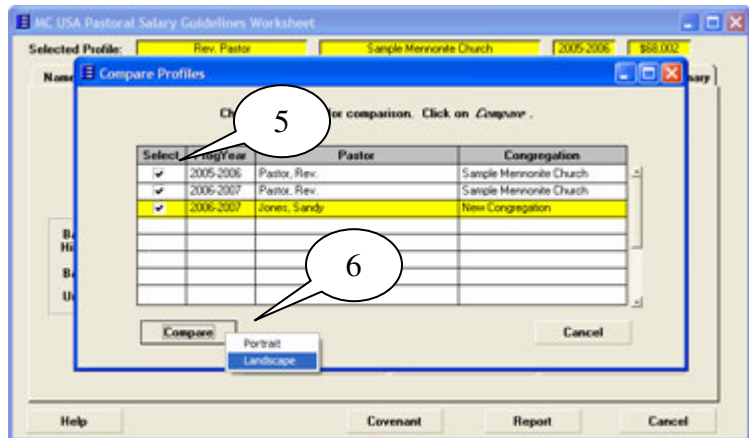 MC USA Pastoral Salary Guidelines Worksheet
Selected Profile: Rev. Pastor Sample Mennonite Church 2005-2006 $68,002
Name
Compare Profiles
Ch for comparison. Click on Compare .
5
Select ProgYear Pastor Congregation
2005-2006 Pastor, Rev. Sample Mennonite Church
2006-2007 Pastor, Rev. Sample Mennonite Church
2006-2007 Jones, Sandy New Congregation
6
Compare Cancel
Portrait
Landscape
Help Covenant Report Cancel